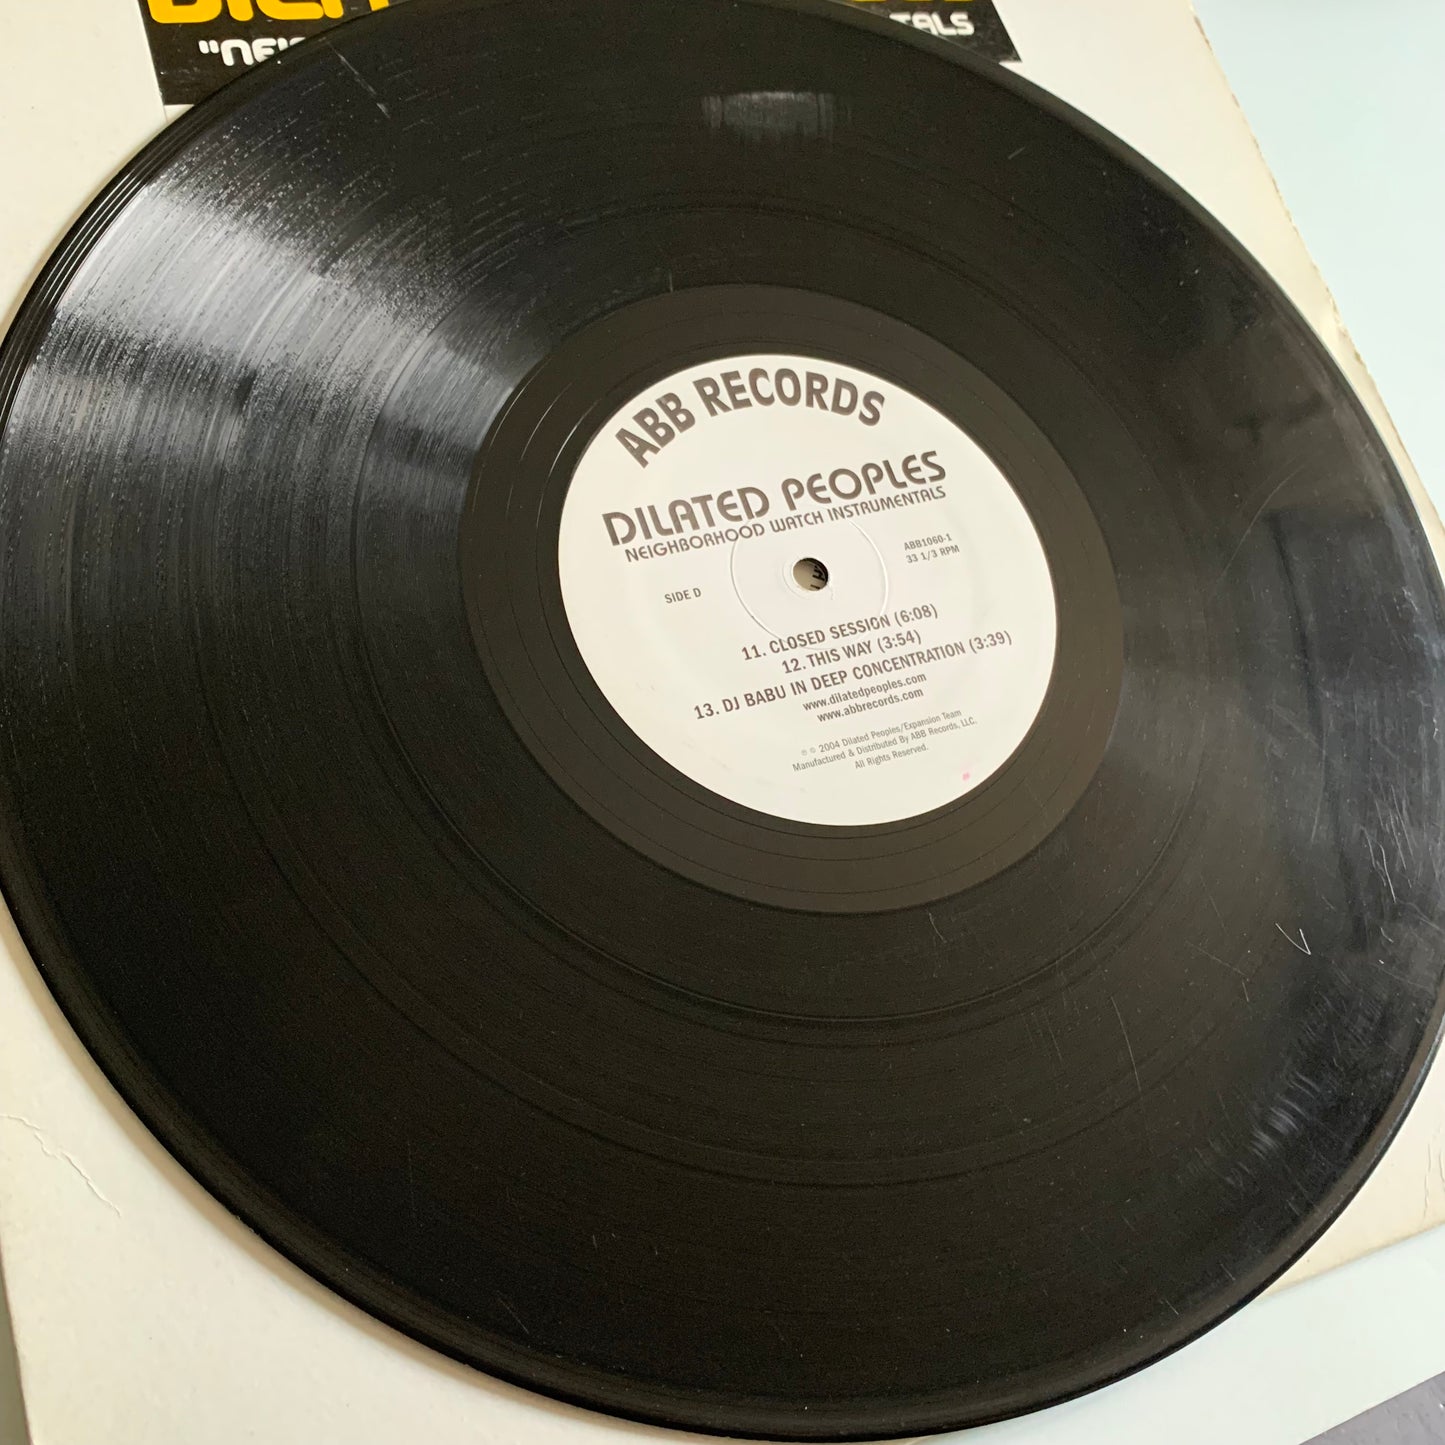 "NEI
TALS
ABB RECORDS
DILATED PEOPLES
NEIGHBORHOOD WATCH INSTRUMENTALS
SIDE D
ABB1060-1
33 1/3 RPM
11. CLOSED SESSION (6:08)
12. THIS WAY (3:54)
13. DJ BABU IN DEEP CONCENTRATION (3:39)
www.dilatedpeoples.com
www.abbrecords.com
℗ © 2004 Dilated Peoples/Expansion Team
Manufactured & Distributed By ABB Records, LLC.
All Rights Reserved.